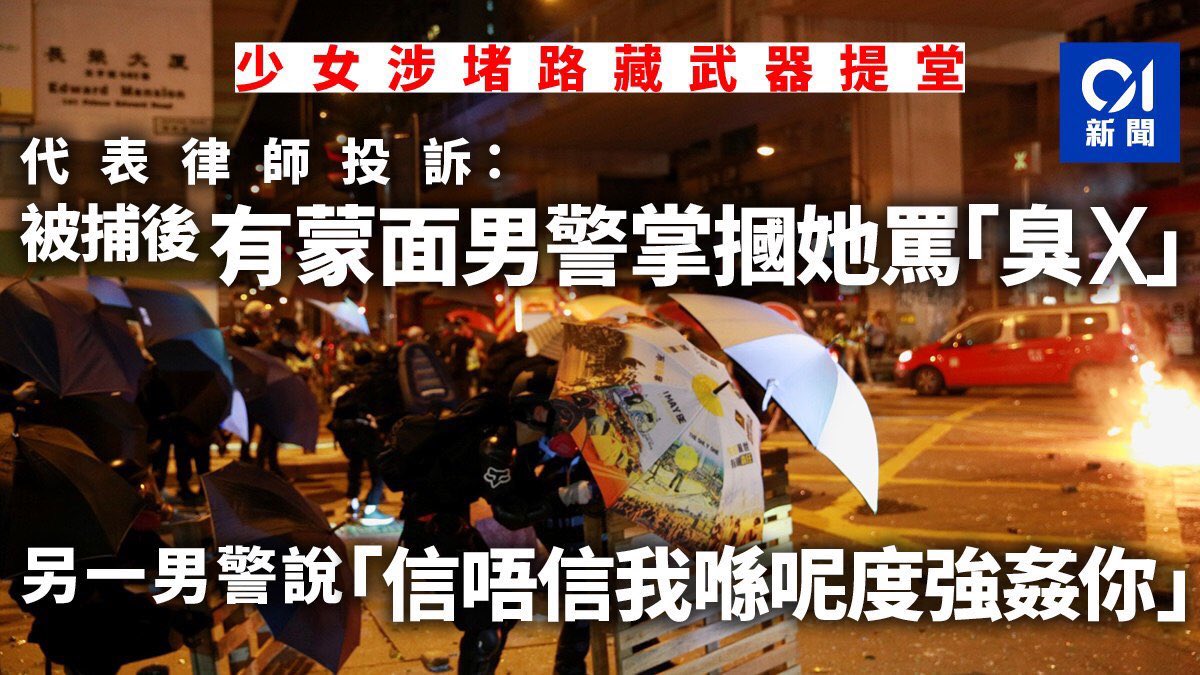 長榮大廈
Edward Mansion
少女涉堵路藏武器提堂
01
新聞
代表律師投訴：
被捕後有蒙面男警掌摑她罵「臭X」
I MAY BE
另一男警說「信唔信我喺呢度強姦你」